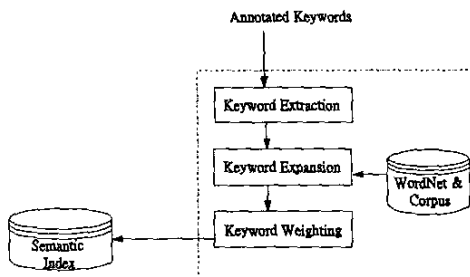 Annotated Keywords
Keyword Extraction
Keyword Expansion
WordNet &
Corpus
Keyword Weighting
Semantic
Index